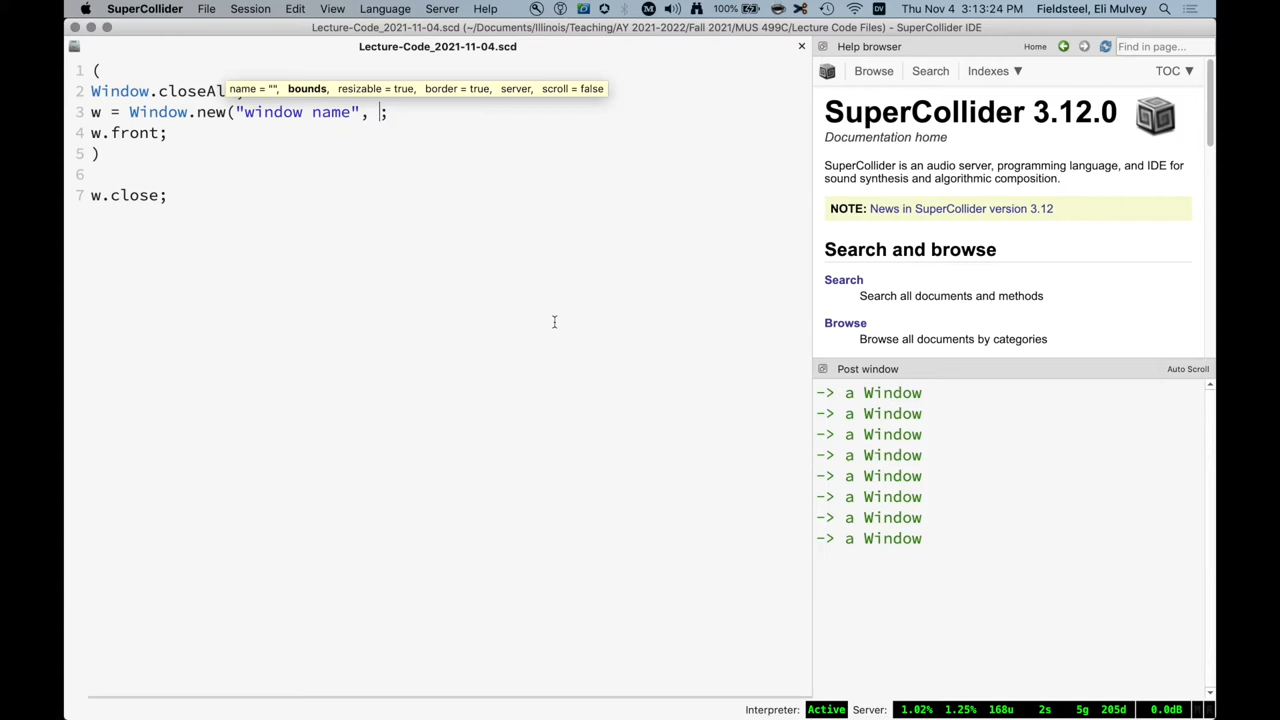 SuperCollider File Session Edit View Language Server Help 100% Thu Nov 4 3:13:24 PM Fieldsteel, Eli Mulvey
Lecture-Code_2021-11-04.scd (~/Documents/Illinois/Teaching/AY 2021-2022/Fall 2021/MUS 499C/Lecture Code Files) - SuperCollider IDE
Lecture-Code_2021-11-04.scd
1 (
2 Window.closeAl
name = "", bounds, resizable = true, border = true, server, scroll = false
3 w = Window.new("window name", ;
4 w.front;
5 )
6
7 w.close;
Help browser Home Find in page...
Browse Search Indexes ▼ TOC ▼
SuperCollider 3.12.0
Documentation home
SuperCollider is an audio server, programming language, and IDE for
sound synthesis and algorithmic composition.
NOTE: News in SuperCollider version 3.12
Search and browse
Search
Search all documents and methods
Browse
Browse all documents by categories
Post window Auto Scroll
-> a Window
-> a Window
-> a Window
-> a Window
-> a Window
-> a Window
-> a Window
-> a Window
Interpreter: Active Server: 1.02% 1.25% 168u 2s 5g 205d 0.0dB